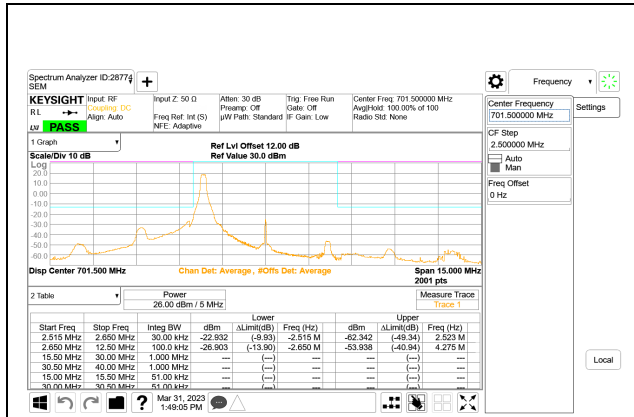 Spectrum Analyzer ID:28774
SEM
+
Frequency
KEYSIGHT
RL
LXI
PASS
Input: RF
Coupling: DC
Align: Auto
Input Z: 50 Ω
Freq Ref: Int (S)
NFE: Adaptive
Atten: 30 dB
Preamp: Off
µW Path: Standard
Trig: Free Run
Gate: Off
IF Gain: Low
Center Freq: 701.500000 MHz
Avg|Hold: 100.00% of 100
Radio Std: None
Center Frequency
701.500000 MHz
Settings
CF Step
2.500000 MHz
Auto
Man
Freq Offset
0 Hz
1 Graph
Scale/Div 10 dB
Ref Lvl Offset 12.00 dB
Ref Value 30.0 dBm
Log
20.0
10.0
0.00
-10.0
-20.0
-30.0
-40.0
-50.0
-60.0
Disp Center 701.500 MHz
Chan Det: Average, #Offs Det: Average
Span 15.000 MHz
2001 pts
2 Table
Power
26.00 dBm / 5 MHz
Measure Trace
Trace 1
Lower Upper
Start Freq Stop Freq Integ BW dBm ΔLimit(dB) Freq (Hz) dBm ΔLimit(dB) Freq (Hz)
2.515 MHz 2.650 MHz 30.00 kHz -22.932 (-9.93) -2.515 M -62.342 (-49.34) 2.523 M
2.650 MHz 12.50 MHz 100.0 kHz -26.903 (-13.90) -2.650 M -53.938 (-40.94) 4.275 M
15.50 MHz 30.00 MHz 1.000 MHz --- (---) --- --- (---) ---
30.50 MHz 40.00 MHz 1.000 MHz --- (---) --- --- (---) ---
15.00 MHz 15.50 MHz 51.00 kHz --- (---) --- --- (---) ---
30.00 MHz 30.50 MHz 51.00 kHz --- (---) --- --- (---) ---
Local
?
Mar 31, 2023
1:49:05 PM